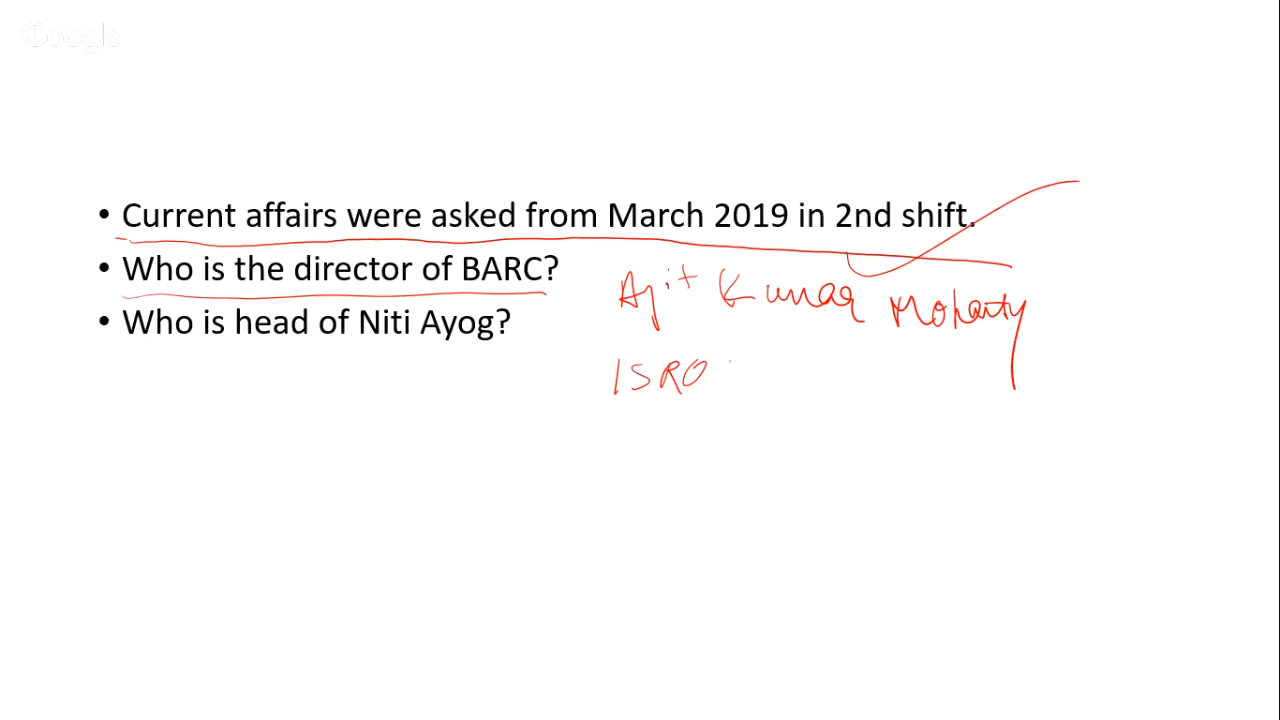 Google
• Current affairs were asked from March 2019 in 2nd shift.
• Who is the director of BARC?
Ajit Kumar Mohanty
• Who is head of Niti Ayog?
ISRO